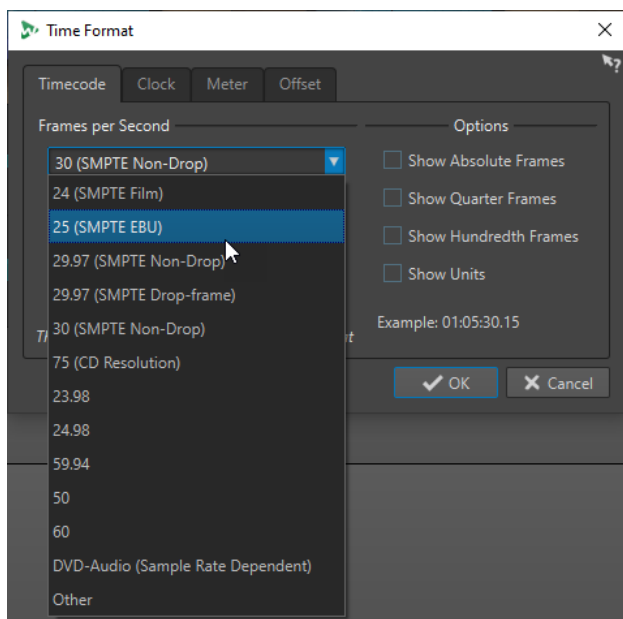 Time Format
Timecode Clock Meter Offset
Frames per Second
Options
30 (SMPTE Non-Drop)
Show Absolute Frames
24 (SMPTE Film)
Show Quarter Frames
25 (SMPTE EBU)
Show Hundredth Frames
29.97 (SMPTE Non-Drop)
Show Units
29.97 (SMPTE Drop-frame)
Example: 01:05:30.15
30 (SMPTE Non-Drop)
75 (CD Resolution)
OK Cancel
23.98
24.98
59.94
50
60
DVD-Audio (Sample Rate Dependent)
Other